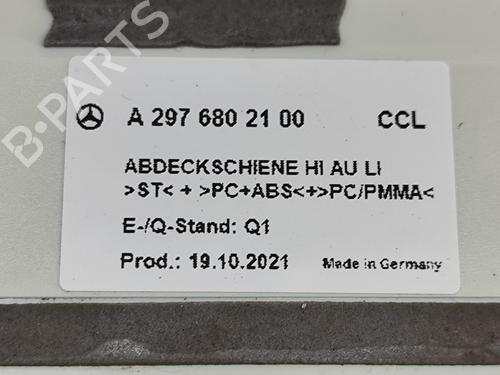 A 297 680 21 00 CCL
ABDECKSCHIENE HI AU LI
>ST< + >PC+ABS<+>PC/PMMA<
E-/Q-Stand: Q1
Prod.: 19.10.2021 Made in Germany
B-PARTS